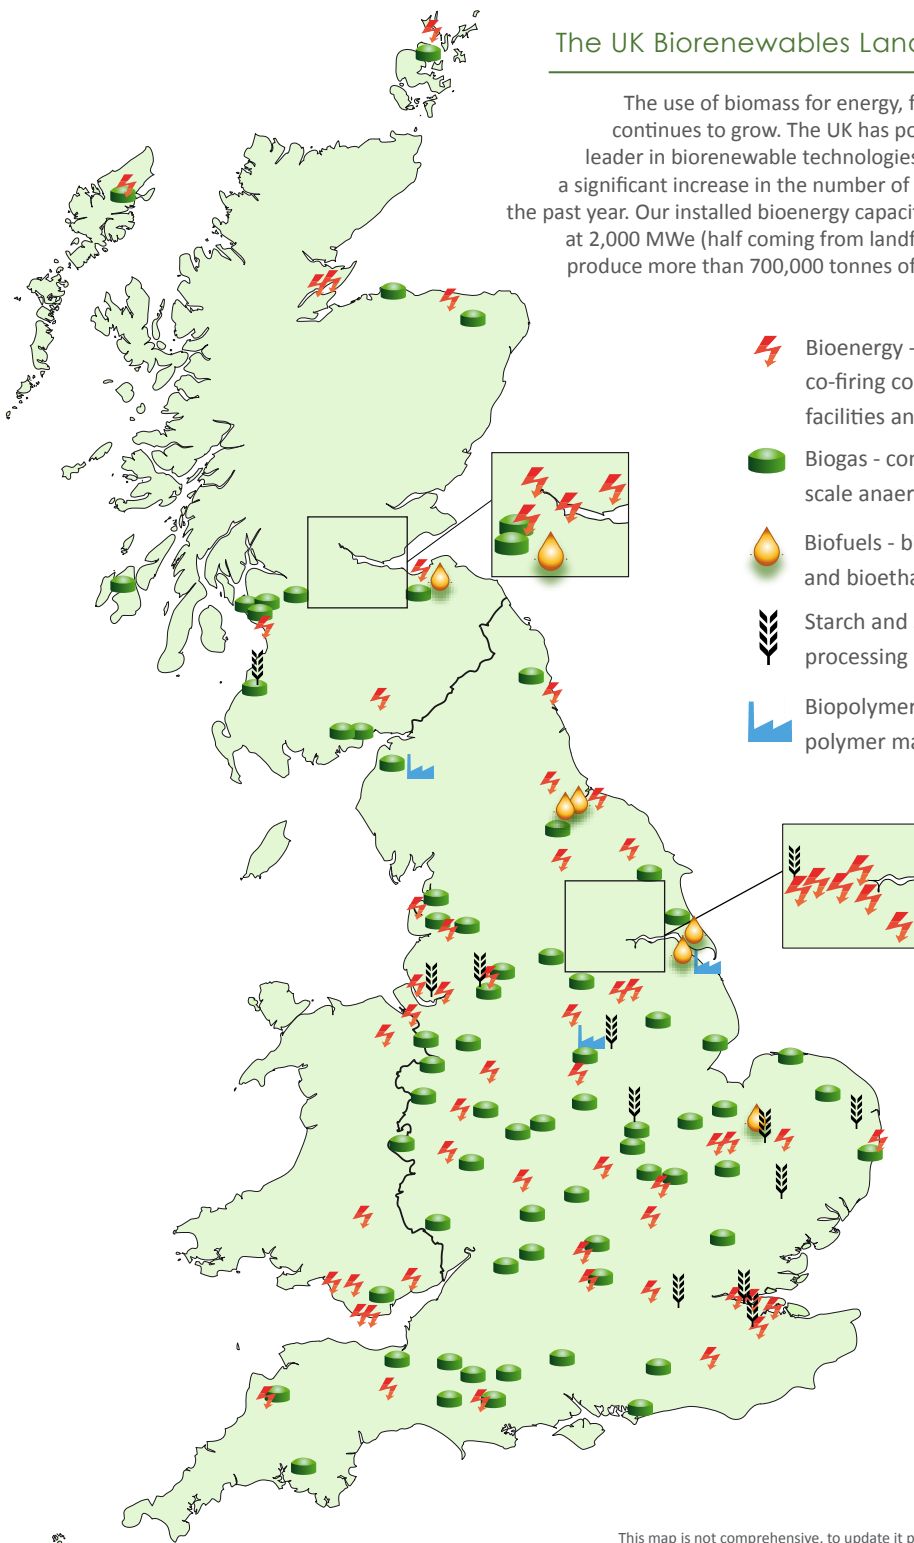 The UK Biorenewables Land
The use of biomass for energy, f
continues to grow. The UK has po
leader in biorenewable technologies
a significant increase in the number of
the past year. Our installed bioenergy capaci
at 2,000 MWe (half coming from landf
produce more than 700,000 tonnes of
Bioenergy -
co-firing co
facilities an
Biogas - con
scale anaer
Biofuels - b
and bioetha
Starch and
processing
Biopolymer
polymer ma
This map is not comprehensive, to update it p